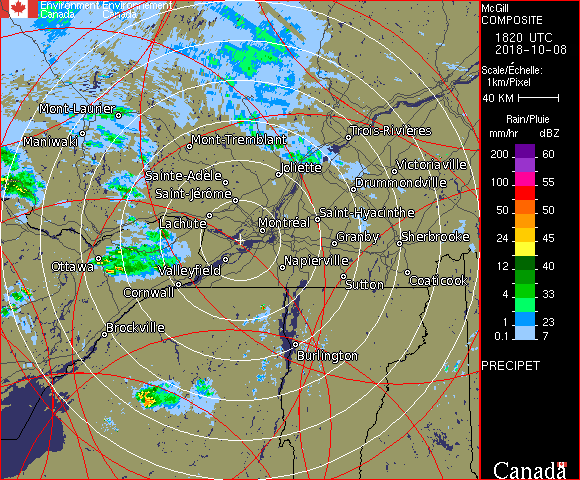 Environment Environnement
Canada Canada
McGill
COMPOSITE
1820 UTC
2018-10-08
Scale/Échelle:
1km/Pixel
40 KM
Rain/Pluie
mm/hr dBZ
200 60
100 55
50 50
24 45
12 40
4 33
1 23
0.1 7
PRECIPET
Canada
Mont-Laurier
Maniwaki
Mont-Tremblant
Trois-Rivières
Joliette
Victoriaville
Sainte-Adèle
Drummondville
Saint-Jérôme
Lachute
Saint-Hyacinthe
Montréal
Granby
Sherbrooke
Ottawa
Valleyfield
Napierville
Sutton
Coaticook
Cornwall
Brockville
Burlington